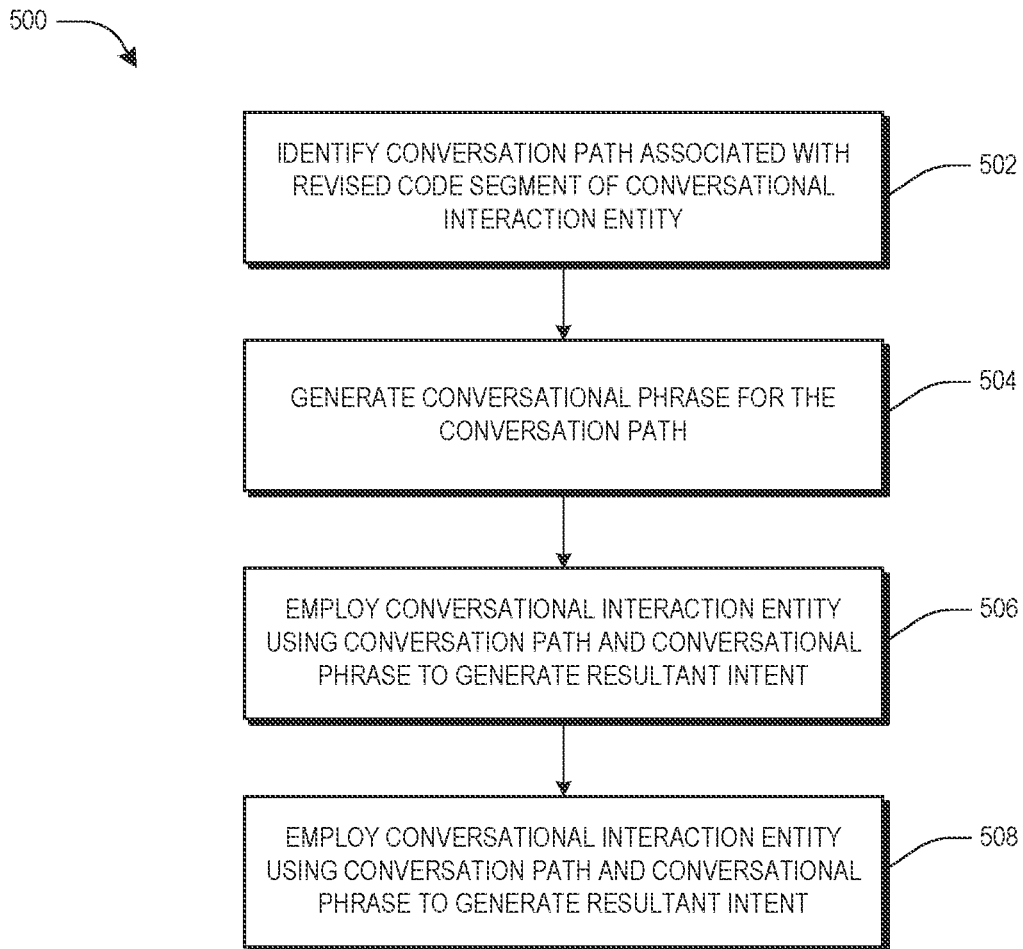 500
IDENTIFY CONVERSATION PATH ASSOCIATED WITH
REVISED CODE SEGMENT OF CONVERSATIONAL
INTERACTION ENTITY
502
GENERATE CONVERSATIONAL PHRASE FOR THE
CONVERSATION PATH
504
EMPLOY CONVERSATIONAL INTERACTION ENTITY
USING CONVERSATION PATH AND CONVERSATIONAL
PHRASE TO GENERATE RESULTANT INTENT
506
EMPLOY CONVERSATIONAL INTERACTION ENTITY
USING CONVERSATION PATH AND CONVERSATIONAL
PHRASE TO GENERATE RESULTANT INTENT
508